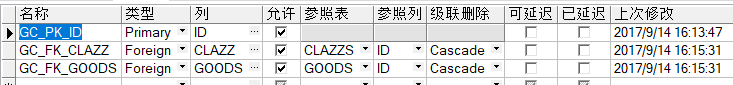 名称 类型 列 允许 参照表 参照列 级联删除 可延迟 已延迟 上次修改
GC_PK_ID Primary ID ... 2017/9/14 16:13:47
GC_FK_CLAZZ Foreign CLAZZ ... CLAZZS ID Cascade 2017/9/14 16:15:31
GC_FK_GOODS Foreign GOODS ... GOODS ID Cascade 2017/9/14 16:15:31